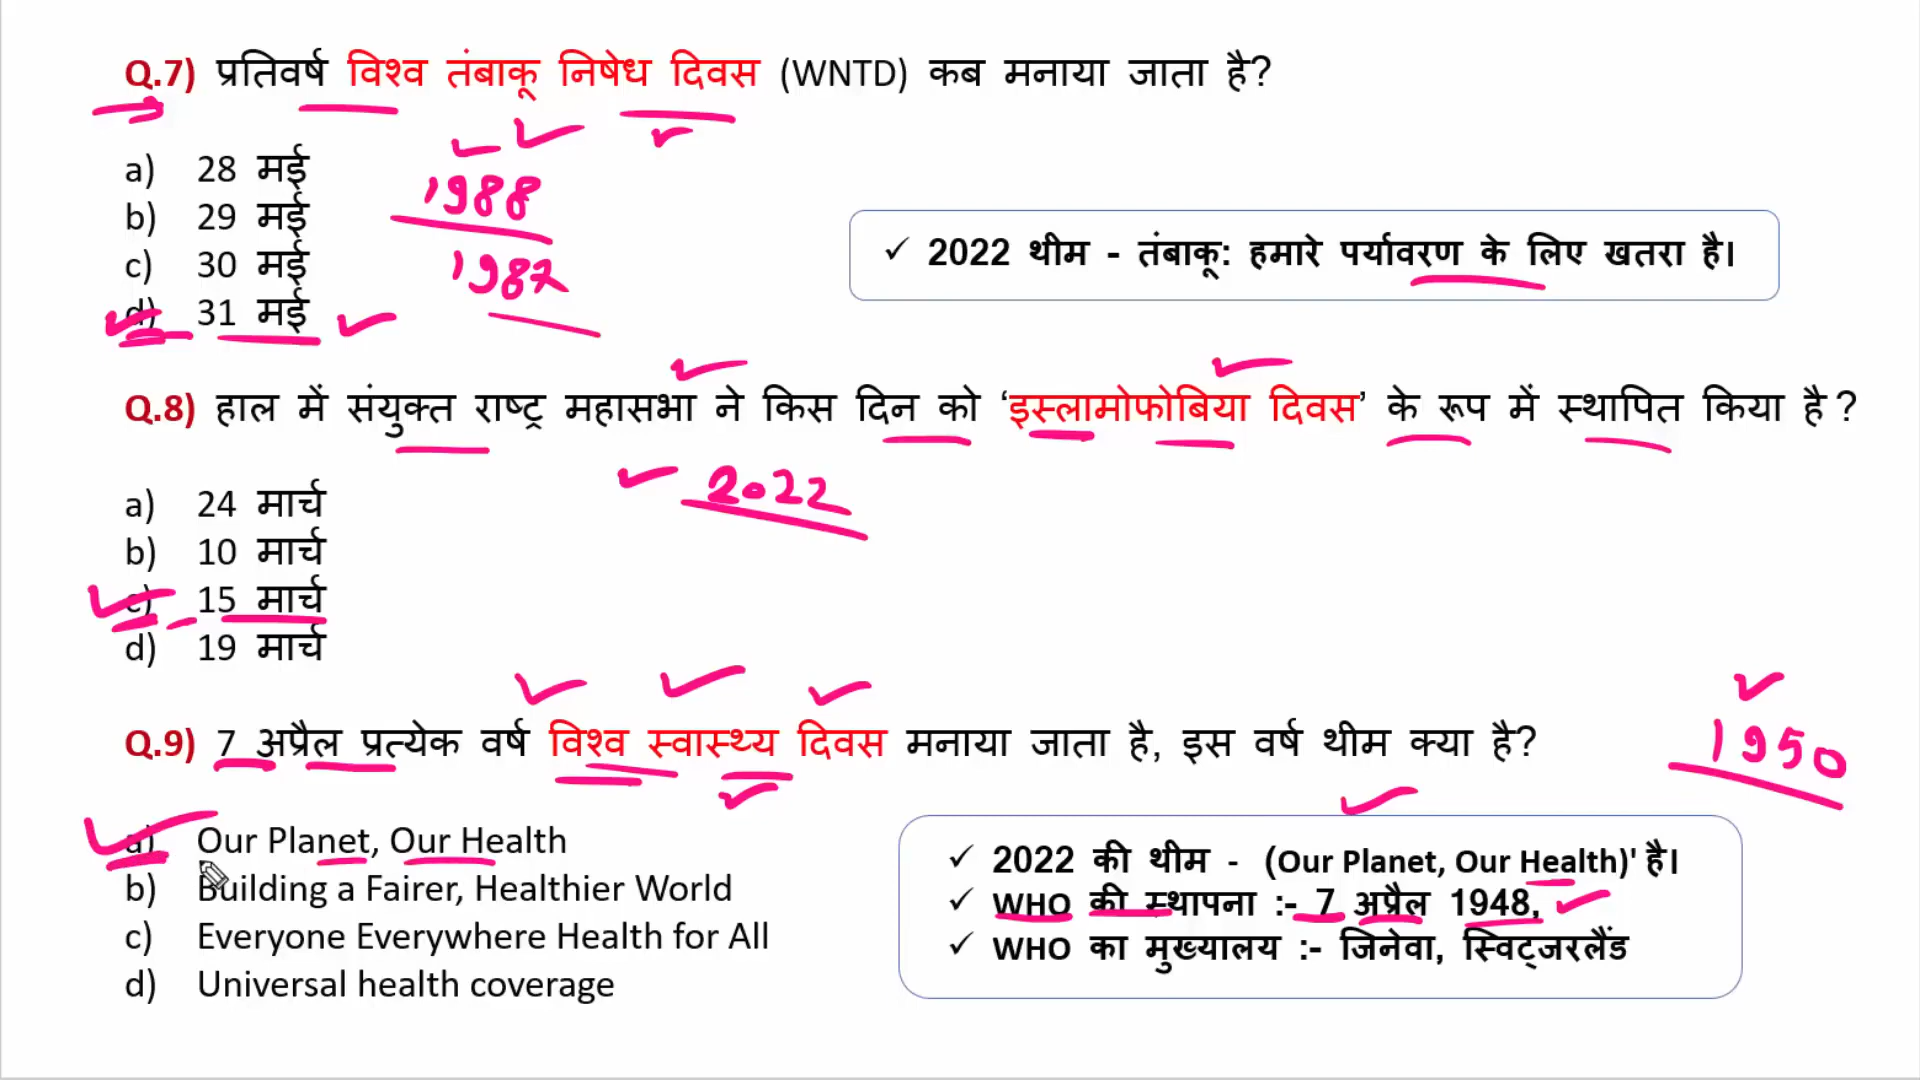 Q.7) प्रतिवर्ष विश्व तंबाकू निषेध दिवस (WNTD) कब मनाया जाता है?
a) 28 मई
b) 29 मई
c) 30 मई
d) 31 मई
1988
1987
✓ 2022 थीम - तंबाकू: हमारे पर्यावरण के लिए खतरा है।
Q.8) हाल में संयुक्त राष्ट्र महासभा ने किस दिन को ‘इस्लामोफोबिया दिवस’ के रूप में स्थापित किया है ?
2022
a) 24 मार्च
b) 10 मार्च
c) 15 मार्च
d) 19 मार्च
Q.9) 7 अप्रैल प्रत्येक वर्ष विश्व स्वास्थ्य दिवस मनाया जाता है, इस वर्ष थीम क्या है?
1950
a) Our Planet, Our Health
b) Building a Fairer, Healthier World
c) Everyone Everywhere Health for All
d) Universal health coverage
✓ 2022 की थीम - (Our Planet, Our Health)' है।
✓ WHO की स्थापना :- 7 अप्रैल 1948,
✓ WHO का मुख्यालय :- जिनेवा, स्विट्जरलैंड